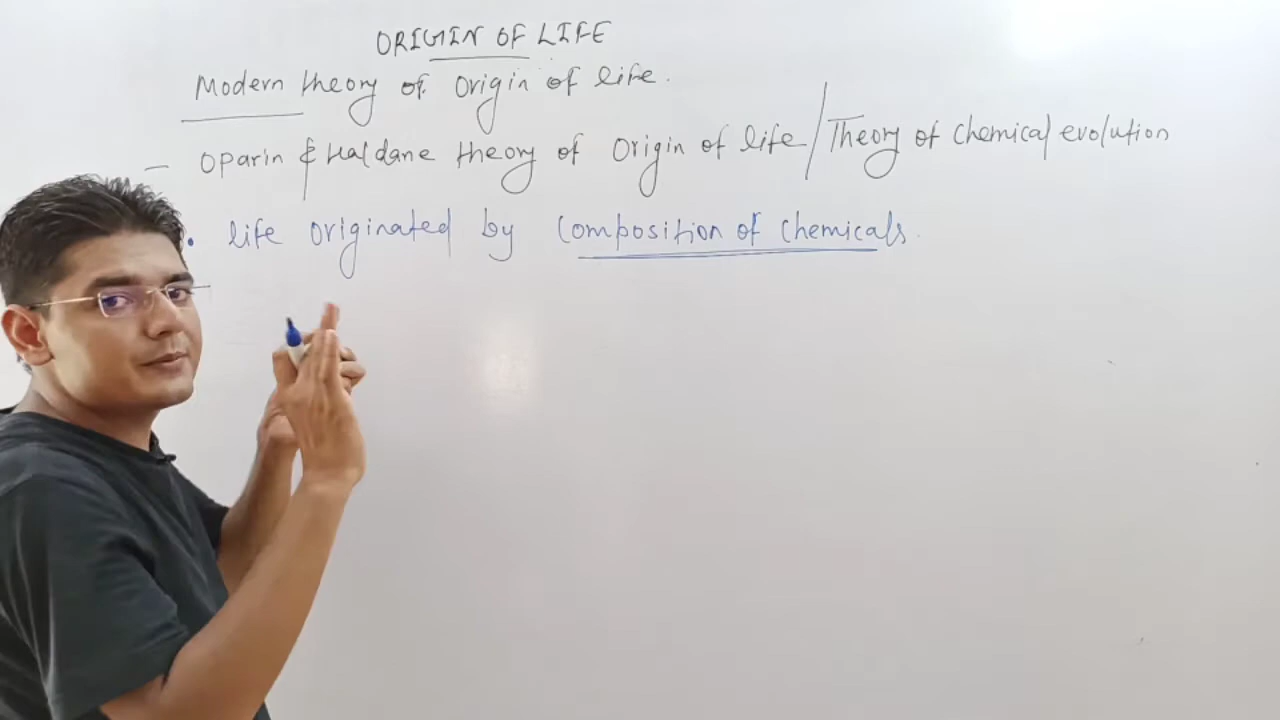 ORIGIN OF LIFE
Modern theory of Origin of life.
- Oparin & Haldane theory of Origin of life / Theory of Chemical evolution
• life originated by Composition of Chemicals.